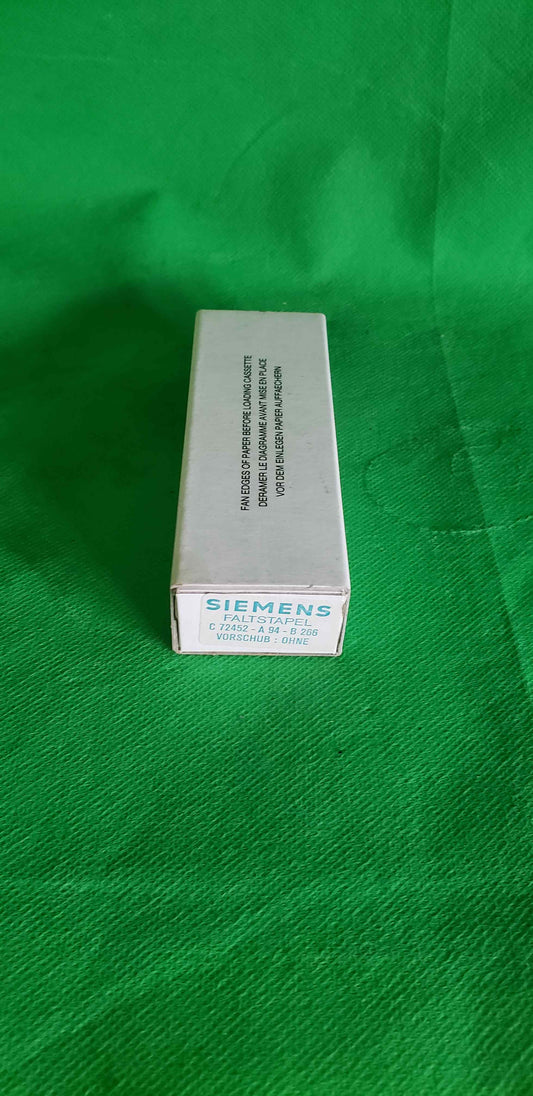 FAN EDGES OF PAPER BEFORE LOADING CASSETTE
DERAMER LE DIAGRAMME AVANT MISE EN PLACE
VOR DEM EINLEGEN PAPIER AUFFAECHERN
SIEMENS
FALTSTAPEL
C 72452 - A 94 - B 266
VORSCHUB : OHNE